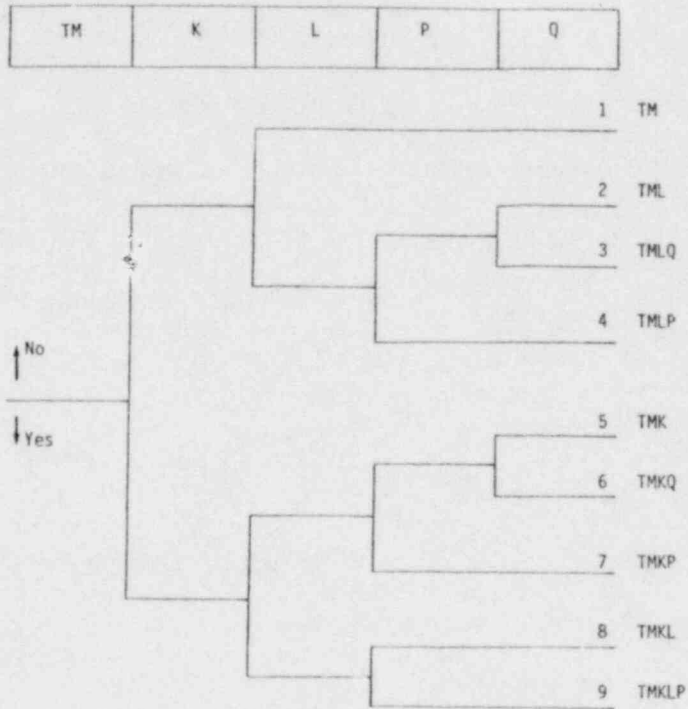 TM K L P Q
1 TM
2 TML
3 TMLQ
4 TMLP
No
Yes
5 TMK
6 TMKQ
7 TMKP
8 TMKL
9 TMKLP